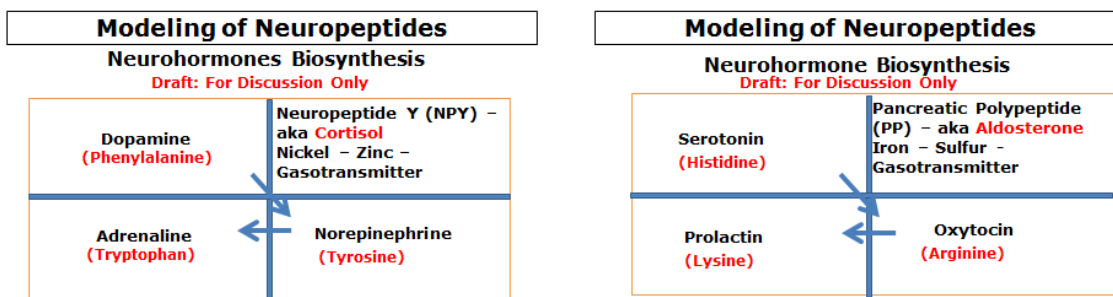 Modeling of Neuropeptides
Neurohormones Biosynthesis
Draft: For Discussion Only
Dopamine
(Phenylalanine)
Neuropeptide Y (NPY) –
aka Cortisol
Nickel – Zinc –
Gasotransmitter
Adrenaline
(Tryptophan)
Norepinephrine
(Tyrosine)
Modeling of Neuropeptides
Neurohormone Biosynthesis
Draft: For Discussion Only
Serotonin
(Histidine)
Pancreatic Polypeptide
(PP) – aka Aldosterone
Iron – Sulfur -
Gasotransmitter
Prolactin
(Lysine)
Oxytocin
(Arginine)